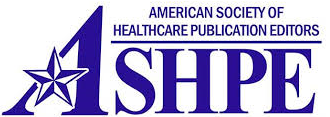 AMERICAN SOCIETY OF
HEALTHCARE PUBLICATION EDITORS
ASHPE